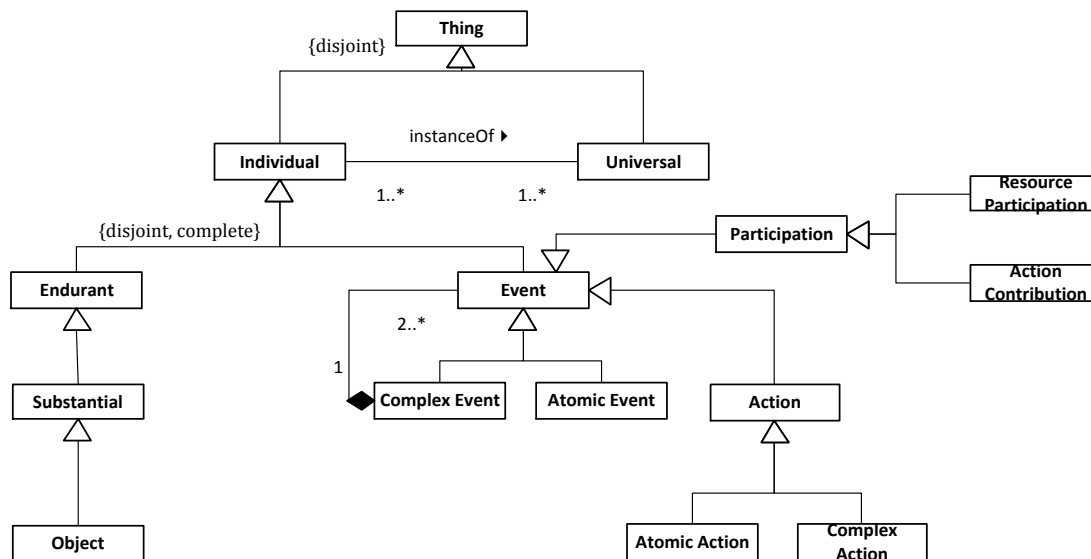 Thing
{disjoint}
instanceOf
Individual
Universal
1..*
1..*
Resource
Participation
{disjoint, complete}
Participation
Endurant
Event
Action
Contribution
2..*
1
Substantial
Complex Event
Atomic Event
Action
Object
Atomic Action
Complex
Action